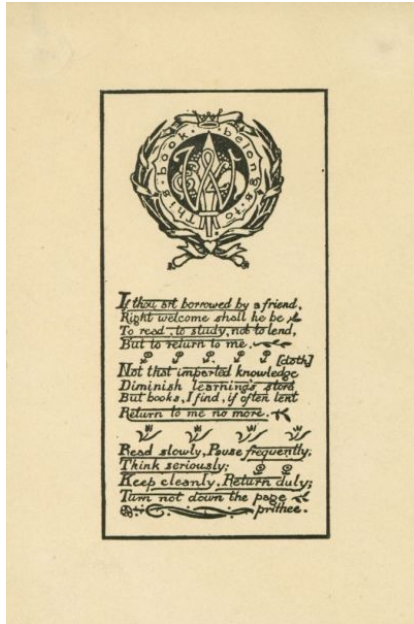 This·book·belongs·to·
If thou art borrowed by a friend,
Right welcome shall he be
To read, to study, not to lend,
But to return to me.
[doth]
Not that imparted knowledge
Diminish learning's store
But books, I find, if often lent
Return to me no more.
Read slowly, Pause frequently,
Think seriously;
Keep cleanly, Return duly;
Turn not down the page
prithee.